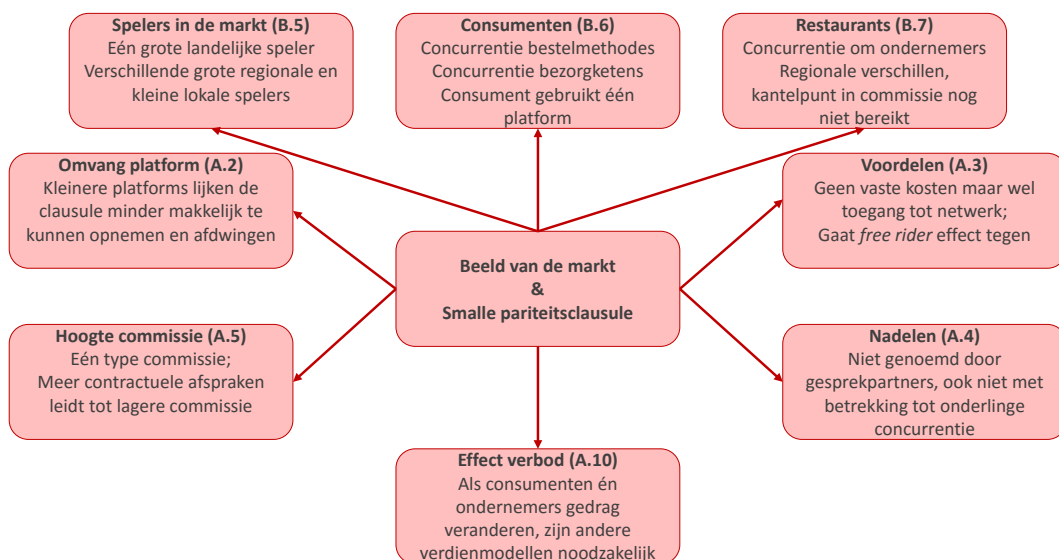 Spelers in de markt (B.5)
Eén grote landelijke speler
Verschillende grote regionale en
kleine lokale spelers
Consumenten (B.6)
Concurrentie bestelmethodes
Concurrentie bezorgketens
Consument gebruikt één
platform
Restaurants (B.7)
Concurrentie om ondernemers
Regionale verschillen,
kantelpunt in commissie nog
niet bereikt
Omvang platform (A.2)
Kleinere platforms lijken de
clausule minder makkelijk te
kunnen opnemen en afdwingen
Voordelen (A.3)
Geen vaste kosten maar wel
toegang tot netwerk;
Gaat free rider effect tegen
Beeld van de markt
&
Smalle pariteitsclausule
Hoogte commissie (A.5)
Eén type commissie;
Meer contractuele afspraken
leidt tot lagere commissie
Nadelen (A.4)
Niet genoemd door
gesprekpartners, ook niet met
betrekking tot onderlinge
concurrentie
Effect verbod (A.10)
Als consumenten én
ondernemers gedrag
veranderen, zijn andere
verdienmodellen noodzakelijk